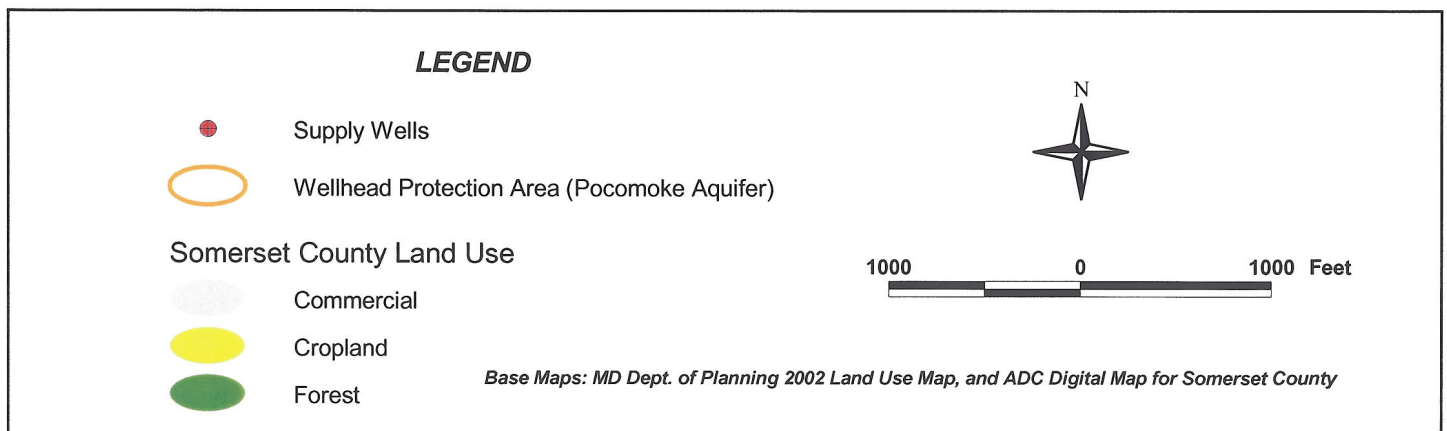 LEGEND
N
Supply Wells
Wellhead Protection Area (Pocomoke Aquifer)
Somerset County Land Use
1000 0 1000 Feet
Commercial
Cropland
Base Maps: MD Dept. of Planning 2002 Land Use Map, and ADC Digital Map for Somerset County
Forest